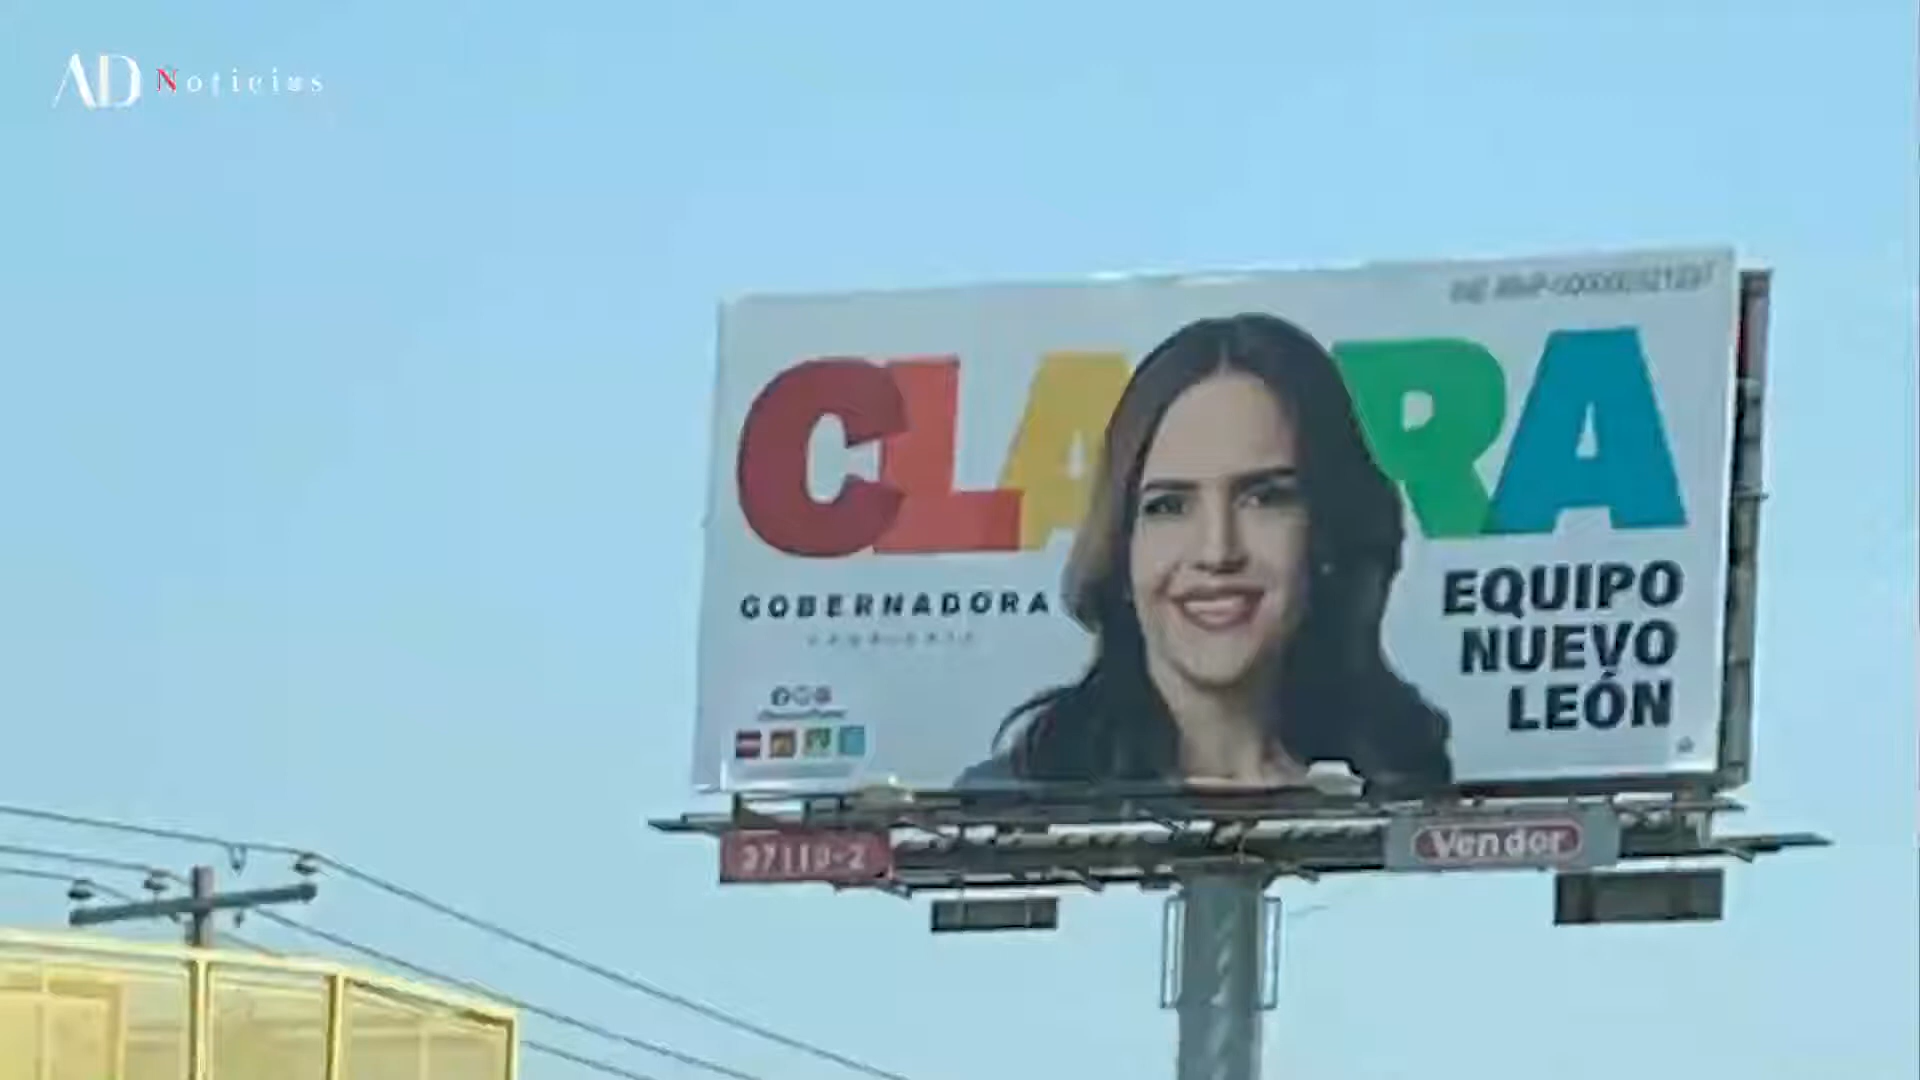 AD Noticias
CLARA
GOBERNADORA
EQUIPO
NUEVO
LEÓN
Vendor